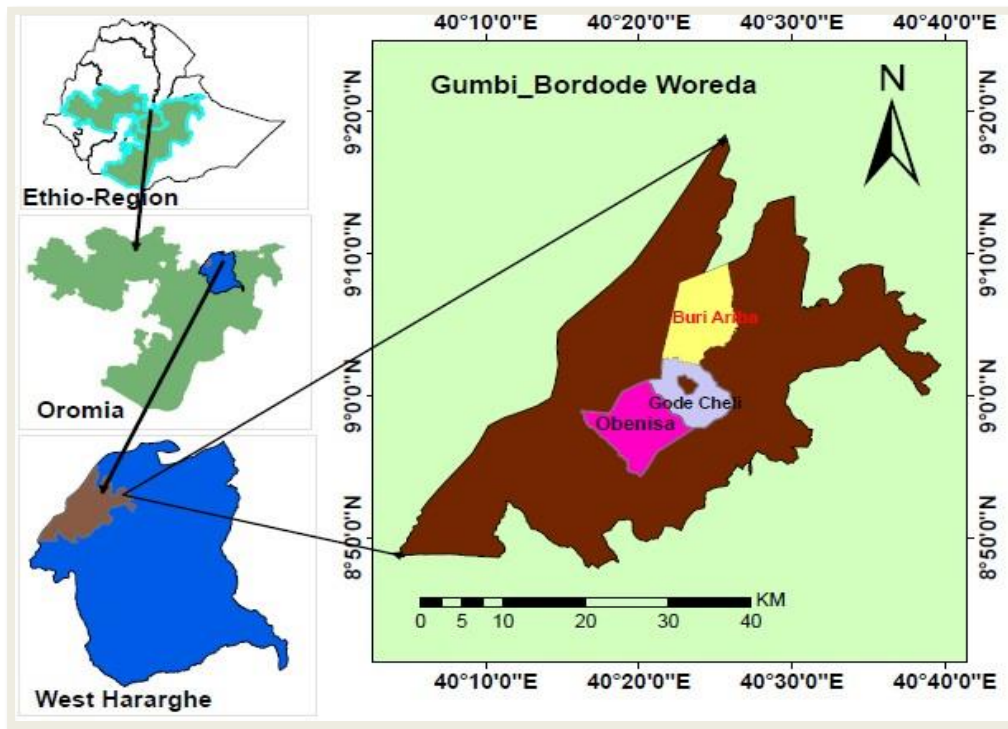 Ethio-Region
Oromia
West Hararghe
40°10'0"E 40°20'0"E 40°30'0"E 40°40'0"E
Gumbi_Bordode Woreda
N
9°20'0"N
9°10'0"N
9°0'0"N
8°50'0"N
9°20'0"N
9°10'0"N
9°0'0"N
8°50'0"N
Buri Ariba
Gode Cheli
Obenisa
KM
0 5 10 20 30 40
40°10'0"E 40°20'0"E 40°30'0"E 40°40'0"E